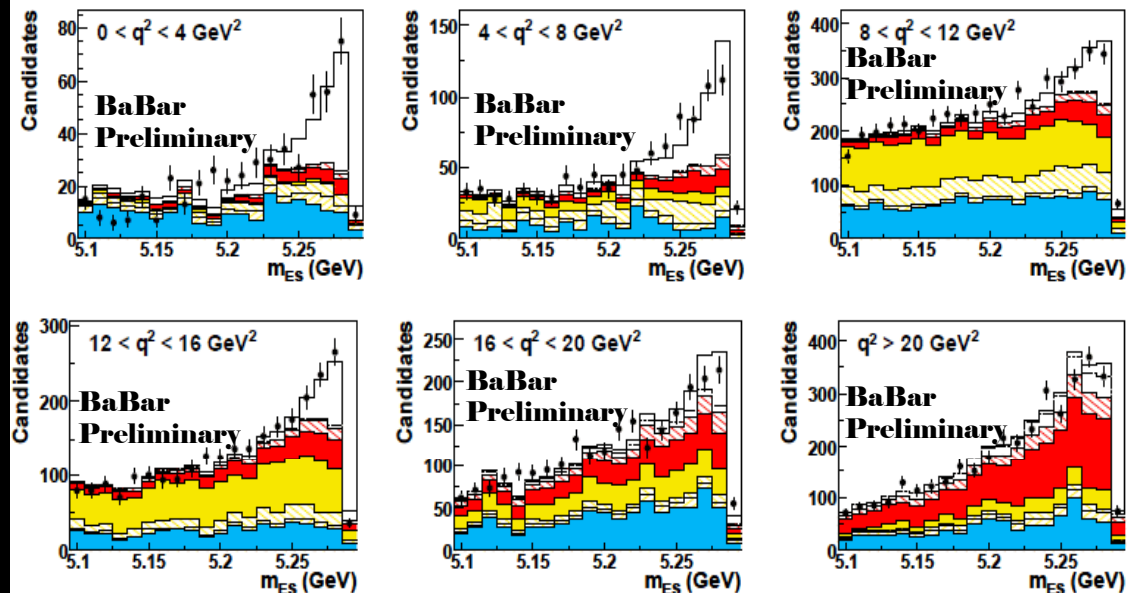 Candidates
80
60
40
20
0
0 < q² < 4 GeV²
BaBar
Preliminary
5.1 5.15 5.2 5.25
m_ES (GeV)
Candidates
150
100
50
0
4 < q² < 8 GeV²
BaBar
Preliminary
5.1 5.15 5.2 5.25
m_ES (GeV)
Candidates
400
300
200
100
0
8 < q² < 12 GeV²
BaBar
Preliminary
5.1 5.15 5.2 5.25
m_ES (GeV)
Candidates
300
200
100
0
12 < q² < 16 GeV²
BaBar
Preliminary
5.1 5.15 5.2 5.25
m_ES (GeV)
Candidates
250
200
150
100
50
0
16 < q² < 20 GeV²
BaBar
Preliminary
5.1 5.15 5.2 5.25
m_ES (GeV)
Candidates
400
300
200
100
0
q² > 20 GeV²
BaBar
Preliminary
5.1 5.15 5.2 5.25
m_ES (GeV)